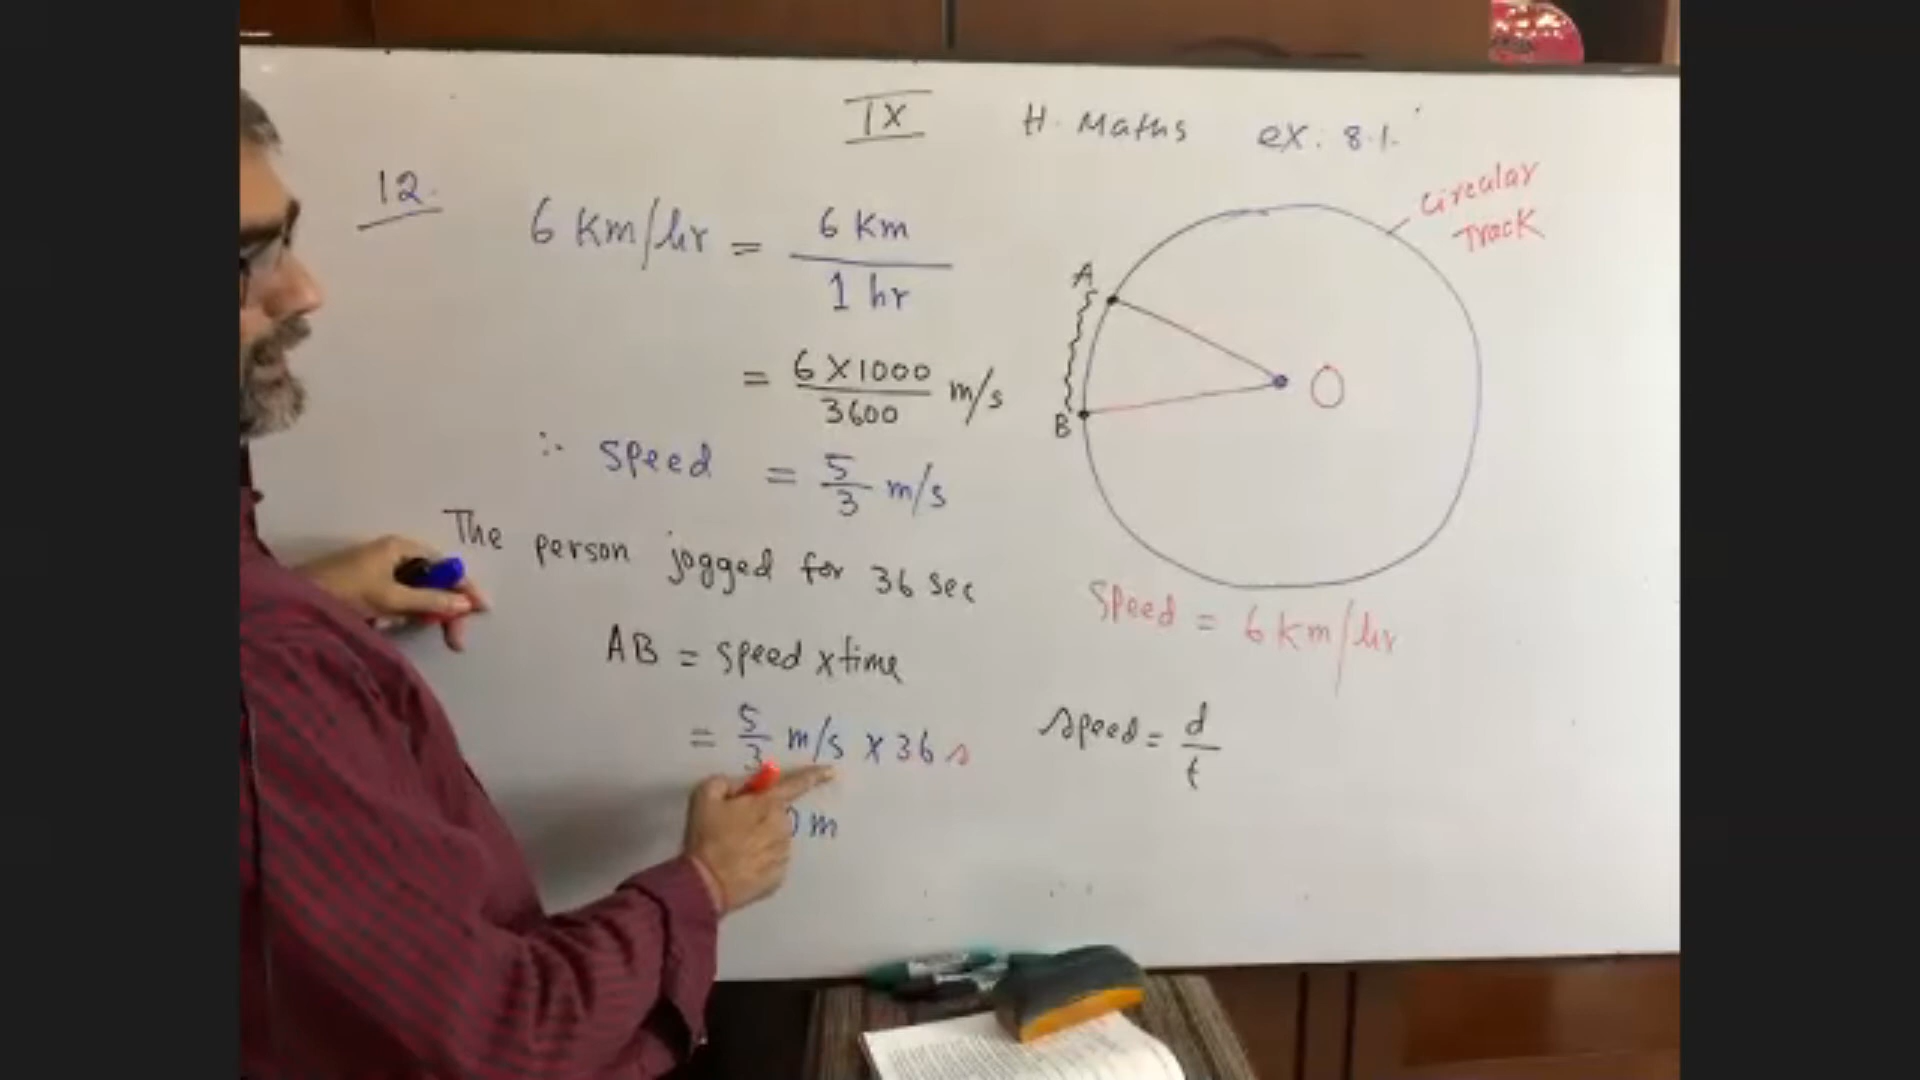 IX H. Maths ex. 8.1.
12.
6 Km/hr = 6 Km / 1 hr
= 6 X 1000 / 3600 m/s
∴ Speed = 5/3 m/s
The person jogged for 36 sec
AB = speed x time
= 5/3 m/s x 36 s
m
Circular
Track
A
B
O
Speed = 6 km/hr
Speed = d/t